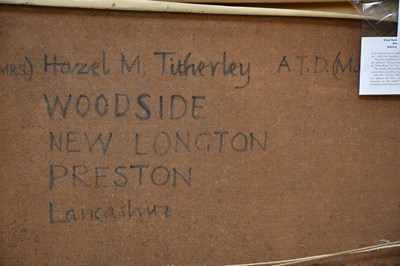 (MRS) Hazel M. Titherley A.T.D. (M
WOODSIDE
NEW LONGTON
PRESTON
Lancashire